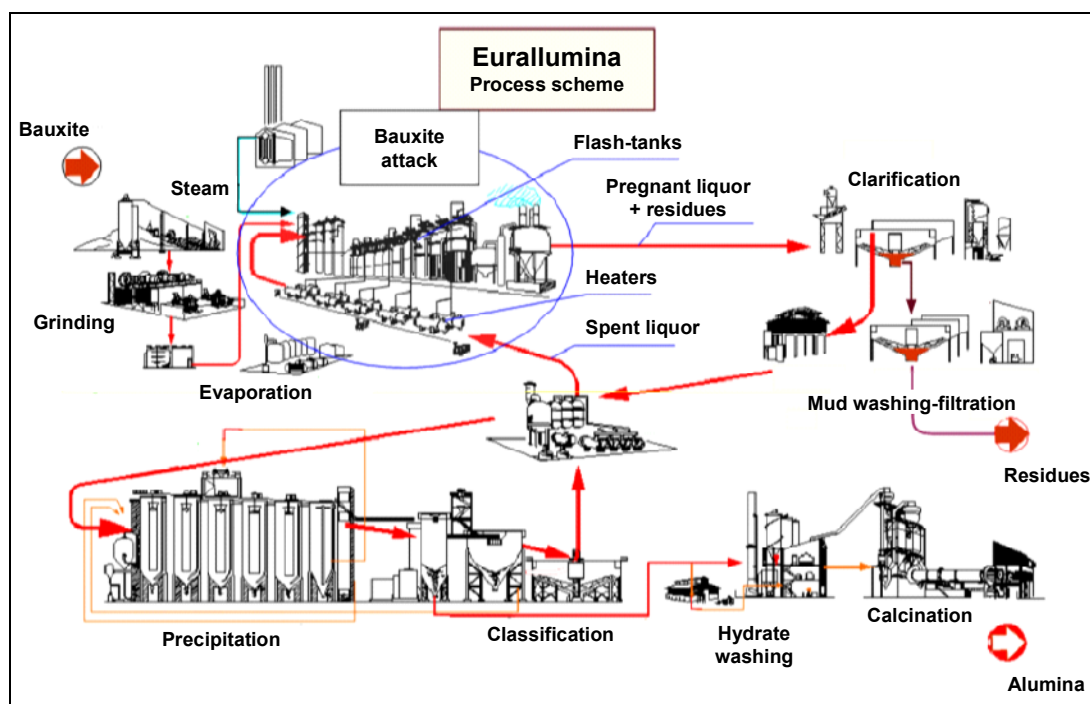 Eurallumina
Process scheme
Bauxite
Bauxite
attack
Flash-tanks
Steam
Pregnant liquor
+ residues
Clarification
Heaters
Grinding
Spent liquor
Evaporation
Mud washing-filtration
Residues
Precipitation
Classification
Hydrate
washing
Calcination
Alumina